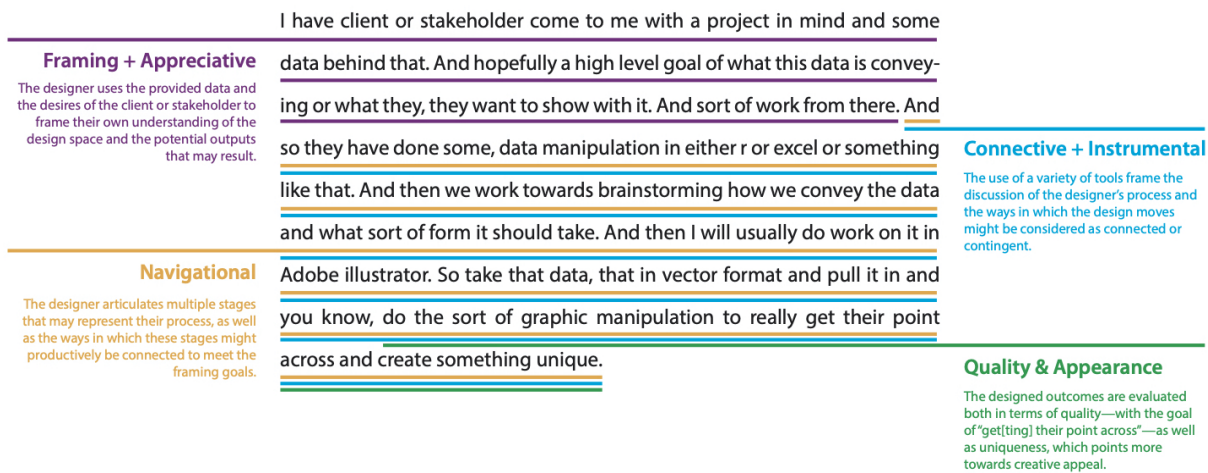 I have client or stakeholder come to me with a project in mind and some
data behind that. And hopefully a high level goal of what this data is convey-
ing or what they, they want to show with it. And sort of work from there. And
so they have done some, data manipulation in either r or excel or something
like that. And then we work towards brainstorming how we convey the data
and what sort of form it should take. And then I will usually do work on it in
Adobe illustrator. So take that data, that in vector format and pull it in and
you know, do the sort of graphic manipulation to really get their point
across and create something unique.
Framing + Appreciative
The designer uses the provided data and
the desires of the client or stakeholder to
frame their own understanding of the
design space and the potential outputs
that may result.
Connective + Instrumental
The use of a variety of tools frame the
discussion of the designer's process and
the ways in which the design moves
might be considered as connected or
contingent.
Navigational
The designer articulates multiple stages
that may represent their process, as well
as the ways in which these stages might
productively be connected to meet the
framing goals.
Quality & Appearance
The designed outcomes are evaluated
both in terms of quality—with the goal
of "get[ting] their point across"—as well
as uniqueness, which points more
towards creative appeal.